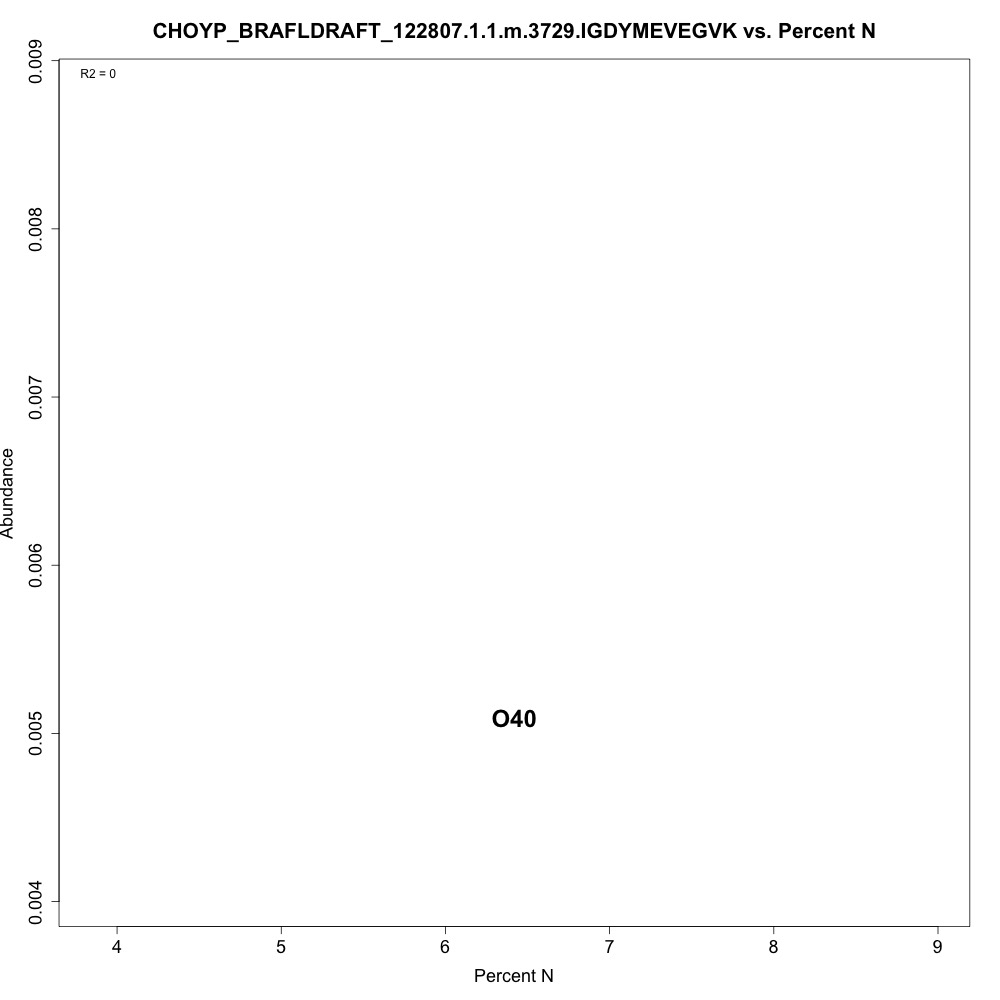 CHOYP_BRAFLDRAFT_122807.1.1.m.3729.IGDYMEVEGVK vs. Percent N
R2 = 0
0.009
0.008
0.007
0.006
0.005
0.004
Abundance
O40
4 5 6 7 8 9
Percent N